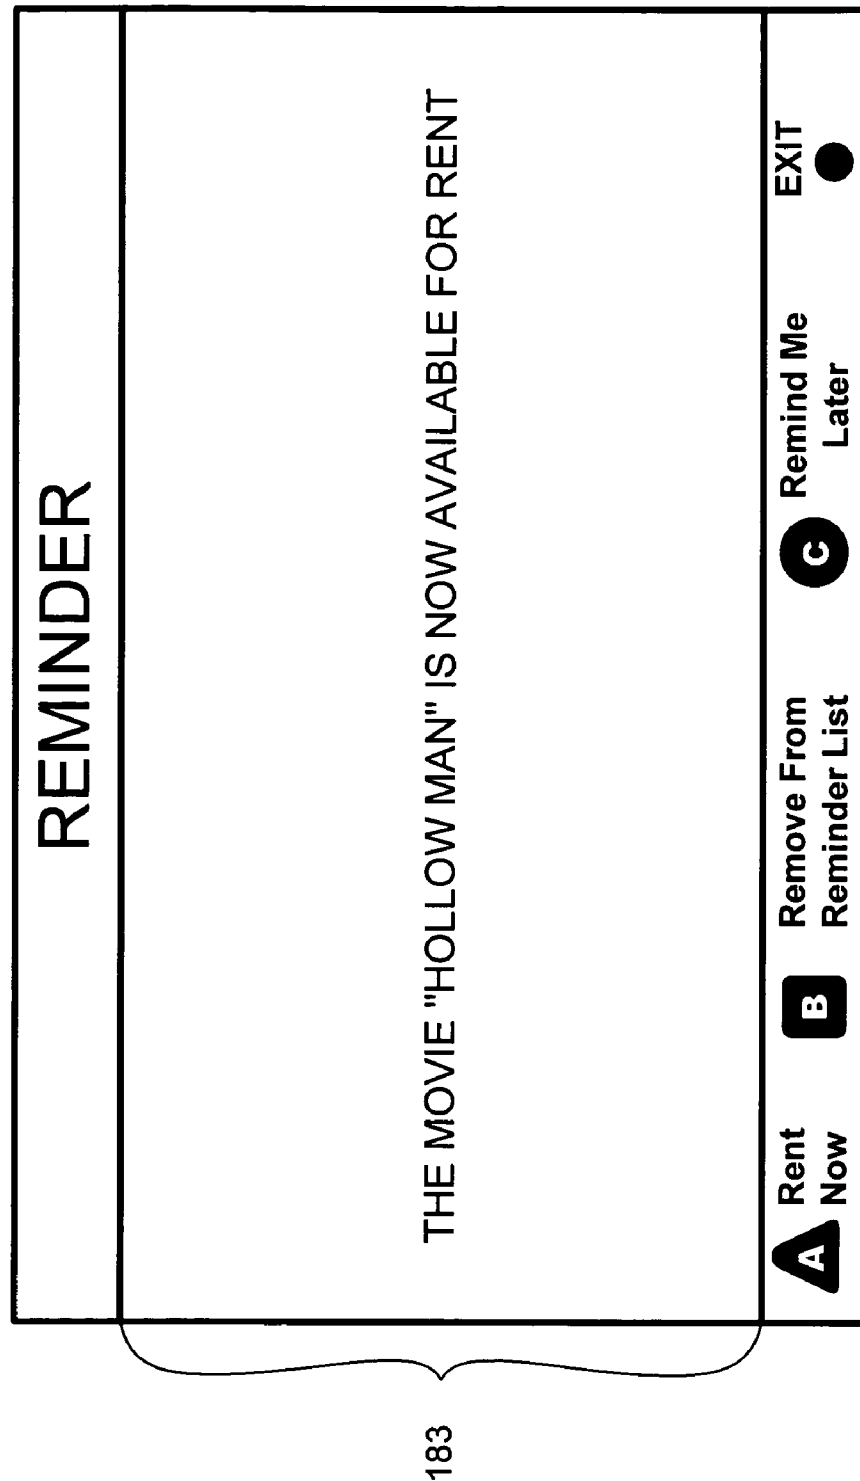 REMINDER
THE MOVIE "HOLLOW MAN" IS NOW AVAILABLE FOR RENT
183
A Rent
Now
B Remove From
Reminder List
C Remind Me
Later
EXIT